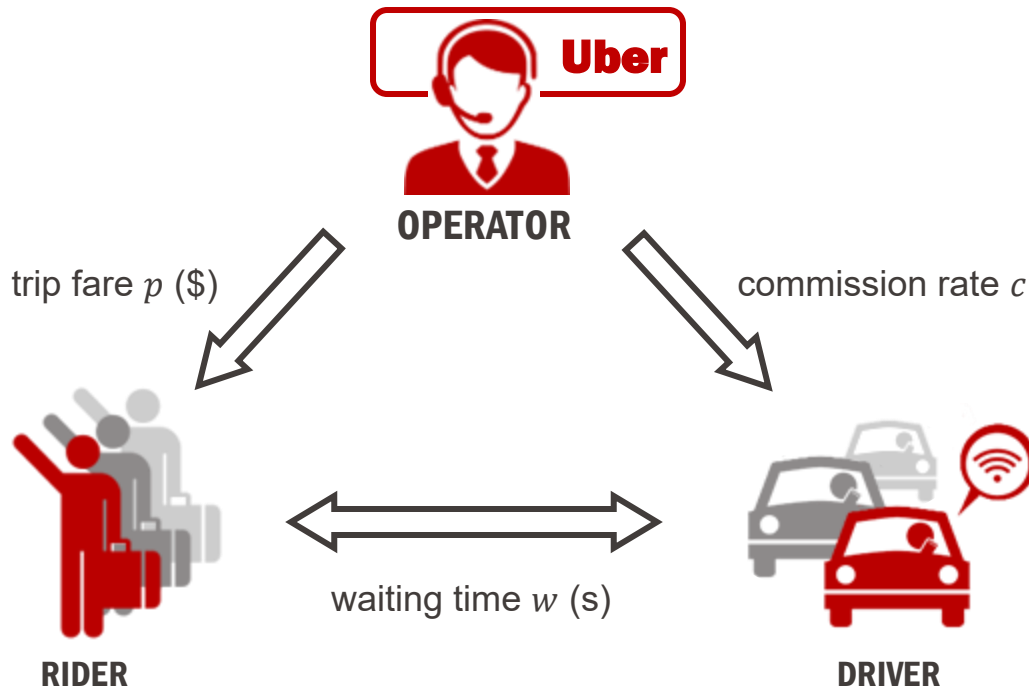 Uber
OPERATOR
trip fare p ($)
commission rate c
waiting time w (s)
RIDER
DRIVER